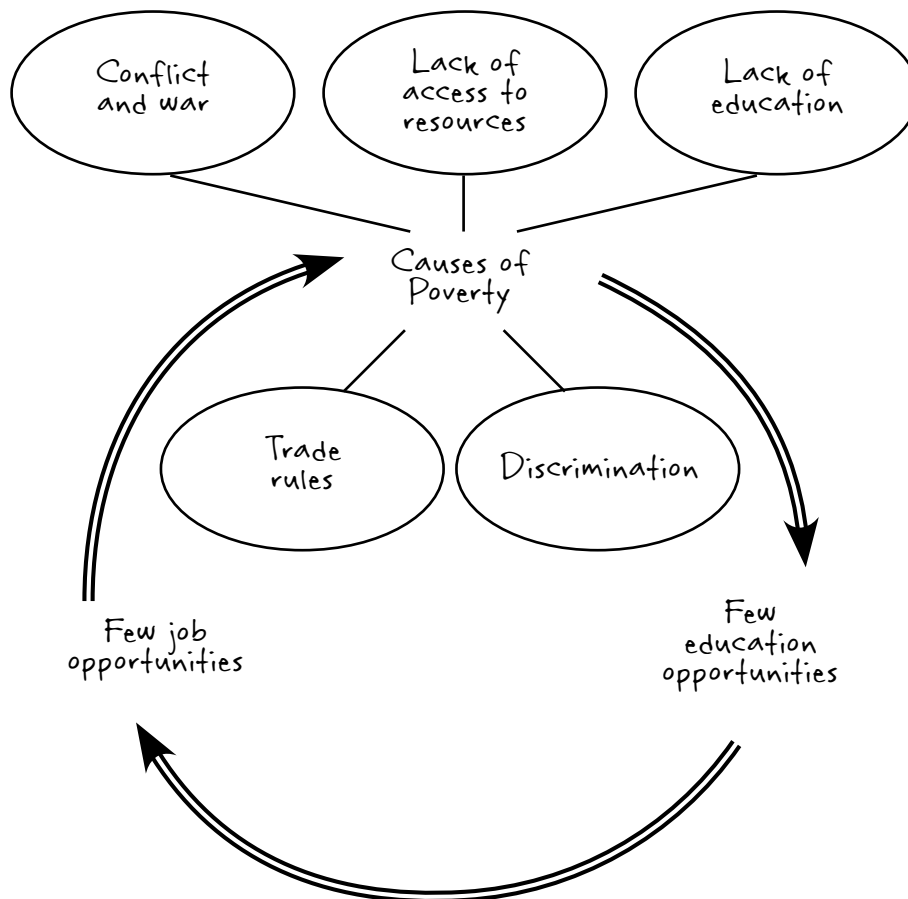 Conflict
and war
Lack of
access to
resources
Lack of
education
Causes of
Poverty
Trade
rules
Discrimination
Few job
opportunities
Few
education
opportunities